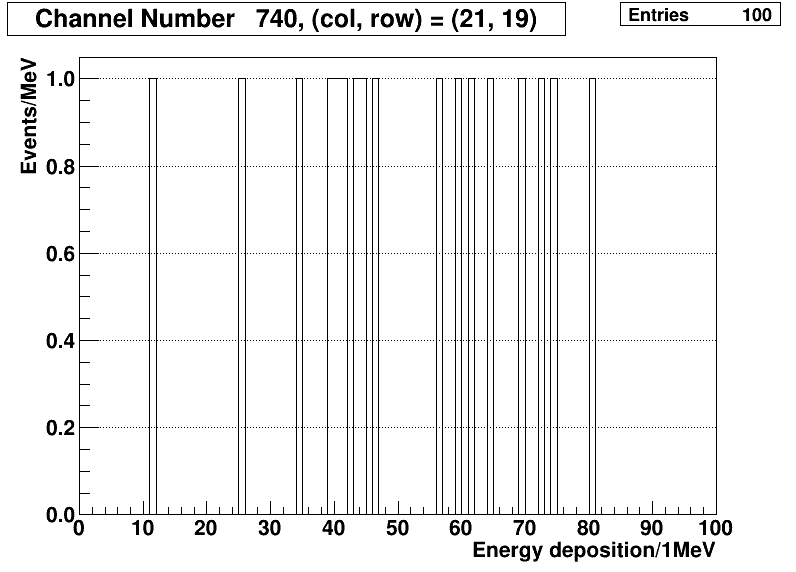 Channel Number 740, (col, row) = (21, 19)
Entries 100
Events/MeV
1.0
0.8
0.6
0.4
0.2
0.0
0 10 20 30 40 50 60 70 80 90 100
Energy deposition/1MeV